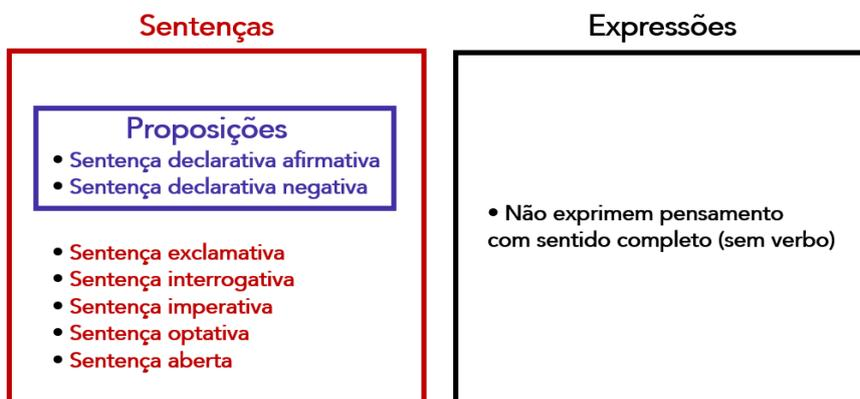 Sentenças
Proposições
• Sentença declarativa afirmativa
• Sentença declarativa negativa
• Sentença exclamativa
• Sentença interrogativa
• Sentença imperativa
• Sentença optativa
• Sentença aberta
Expressões
• Não exprimem pensamento
com sentido completo (sem verbo)